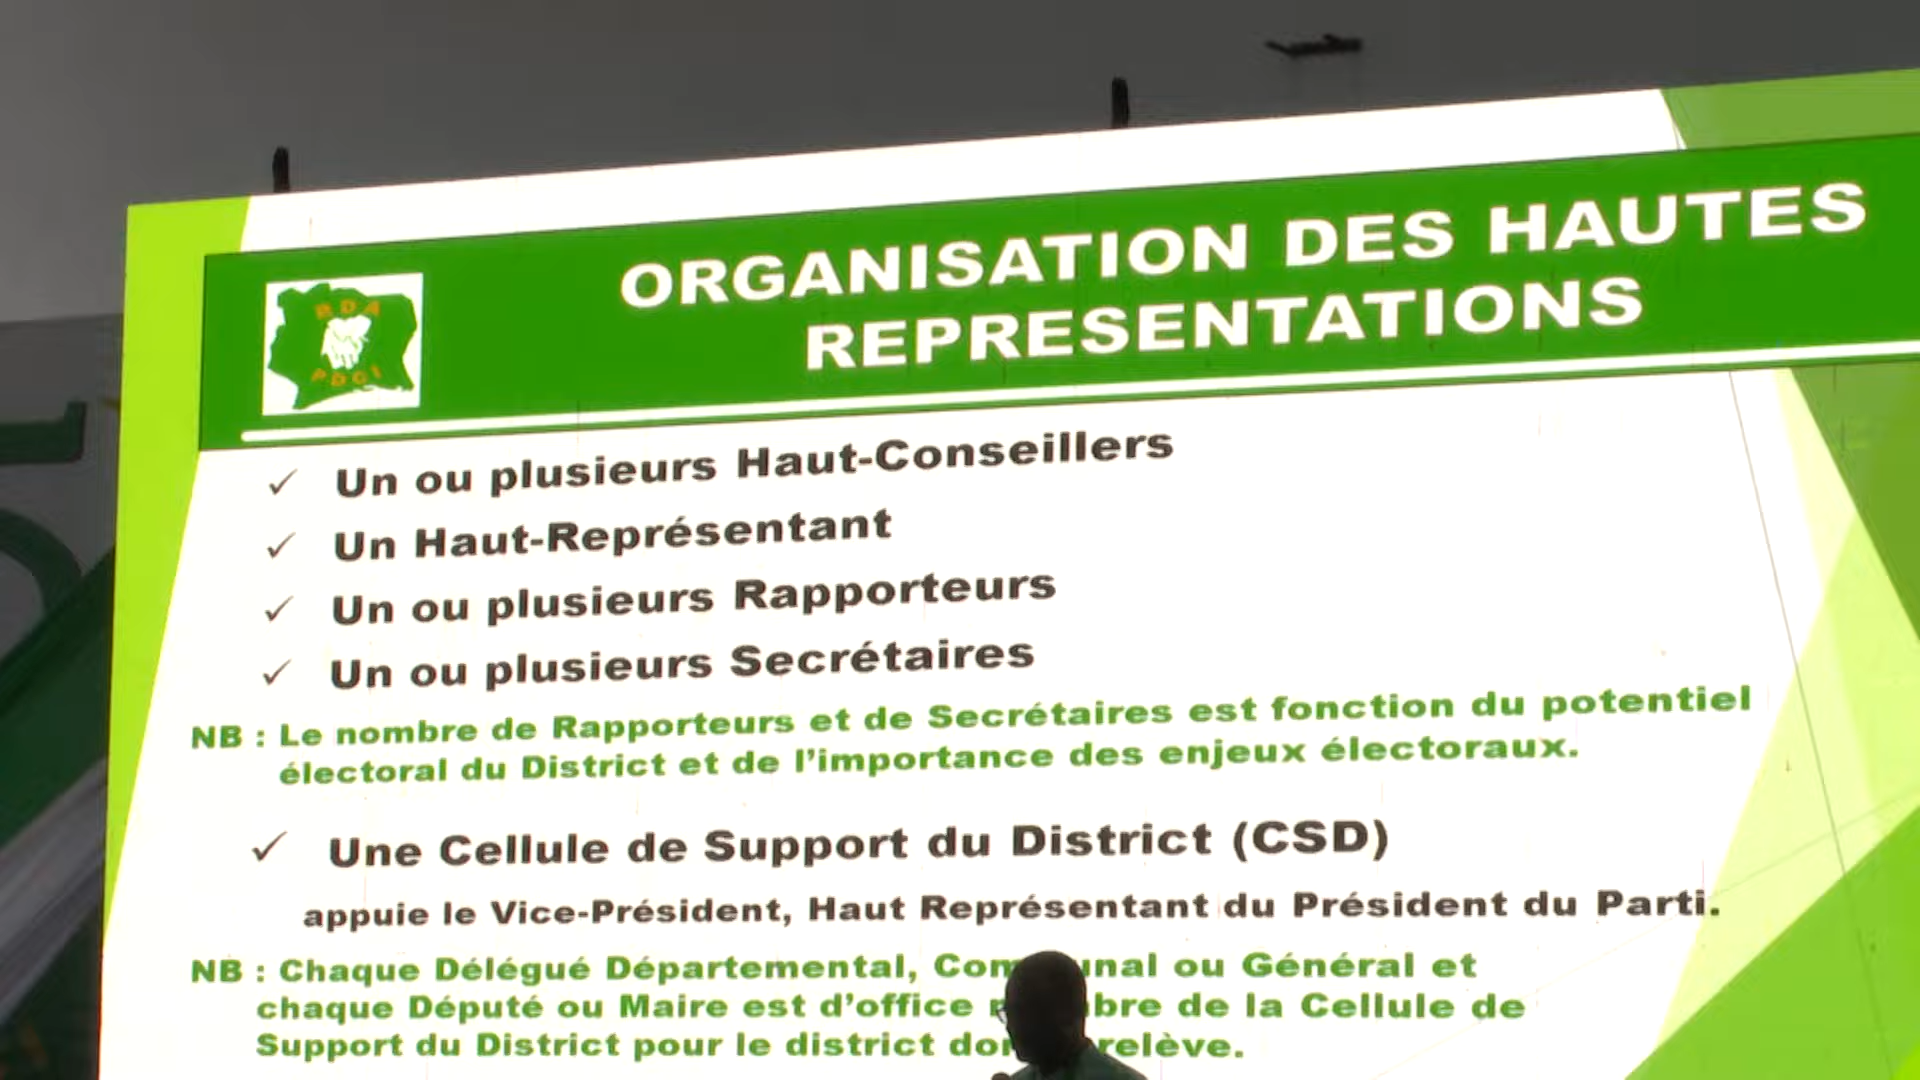 ORGANISATION DES HAUTES
REPRESENTATIONS
RDA
PDCI
✓ Un ou plusieurs Haut-Conseillers
✓ Un Haut-Représentant
✓ Un ou plusieurs Rapporteurs
✓ Un ou plusieurs Secrétaires
NB : Le nombre de Rapporteurs et de Secrétaires est fonction du potentiel
électoral du District et de l'importance des enjeux électoraux.
✓ Une Cellule de Support du District (CSD)
appuie le Vice-Président, Haut Représentant du Président du Parti.
NB : Chaque Délégué Départemental, ou Général et
chaque Député ou Maire est d'office de la Cellule de
Support du District pour le district relève.